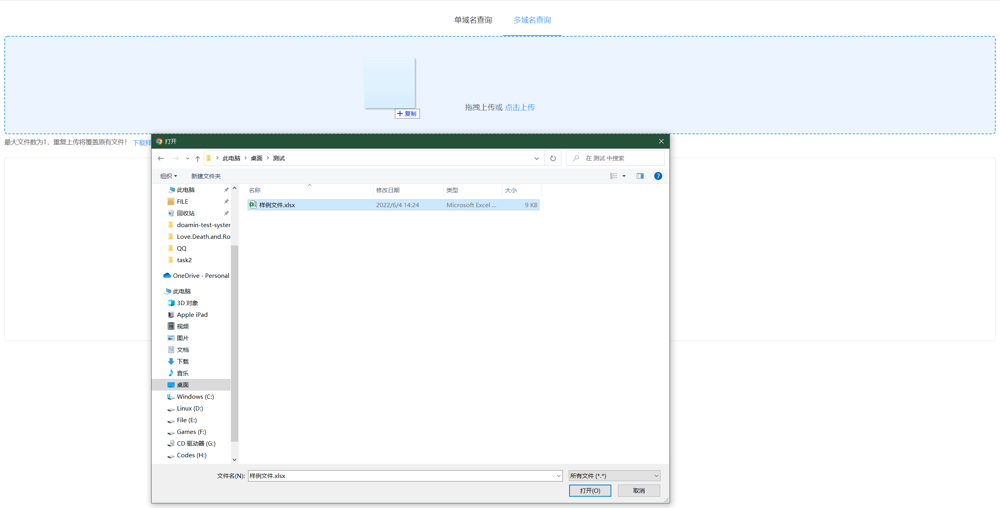 单域名查询 多域名查询
拖拽上传或 点击上传
复制
最大文件数为1，重复上传将覆盖原有文件！ 下载样
打开
此电脑 桌面 测试
在 测试 中搜索
组织 新建文件夹
名称 修改日期 类型 大小
样例文件.xlsx 2022/6/4 14:24 Microsoft Excel ... 9 KB
此电脑
FILE
回收站
doamin-test-syster
Love.Death.and.Ro
QQ
task2
OneDrive - Personal
此电脑
3D 对象
Apple iPad
视频
图片
文档
下载
音乐
桌面
Windows (C:)
Linux (D:)
File (E:)
Games (F:)
CD 驱动器 (G:)
Codes (H:)
文件名(N): 样例文件.xlsx 所有文件 (*.*)
打开(O) 取消